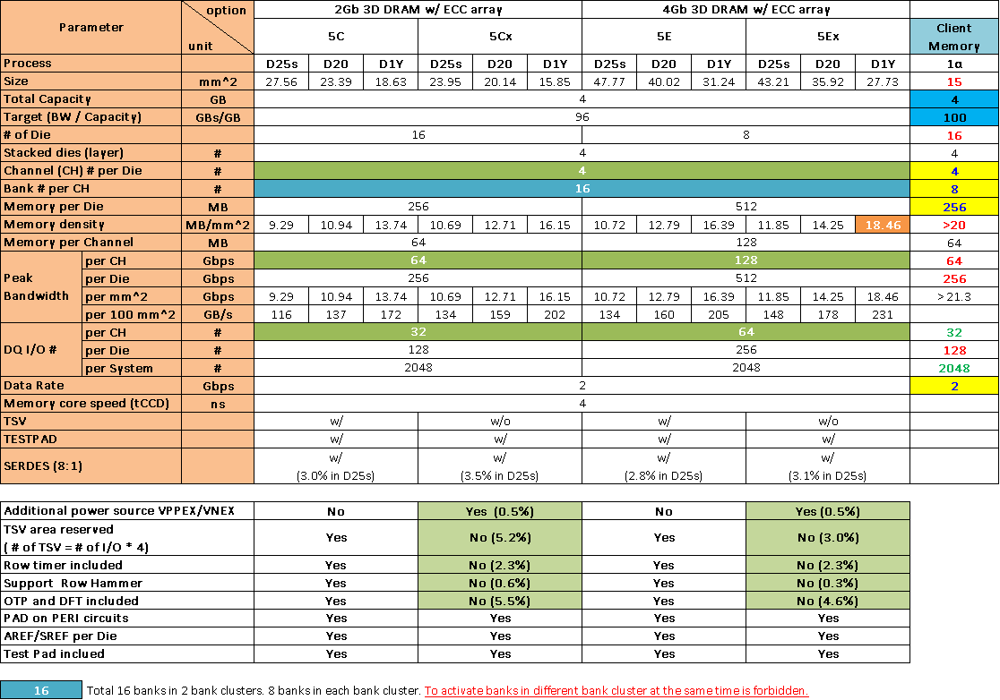 Parameter option 2Gb 3D DRAM w/ ECC array 4Gb 3D DRAM w/ ECC array
unit 5C 5Cx 5E 5Ex Client Memory
Process D25s D20 D1Y D25s D20 D1Y D25s D20 D1Y D25s D20 D1Y 1α
Size mm^2 27.56 23.39 18.63 23.95 20.14 15.85 47.77 40.02 31.24 43.21 35.92 27.73 15
Total Capacity GB 4 4
Target (BW / Capacity) GBs/GB 96 100
# of Die 16 8 16
Stacked dies (layer) # 4 4
Channel (CH) # per Die # 4 4
Bank # per CH # 16 8
Memory per Die MB 256 512 256
Memory density MB/mm^2 9.29 10.94 13.74 10.69 12.71 16.15 10.72 12.79 16.39 11.85 14.25 18.46 >20
Memory per Channel MB 64 128 64
Peak Bandwidth per CH Gbps 64 128 64
per Die Gbps 256 512 256
per mm^2 Gbps 9.29 10.94 13.74 10.69 12.71 16.15 10.72 12.79 16.39 11.85 14.25 18.46 >21.3
per 100 mm^2 GB/s 116 137 172 134 159 202 134 160 205 148 178 231
DQ I/O # per CH # 32 64 32
per Die # 128 256 128
per System # 2048 2048 2048
Data Rate Gbps 2 2
Memory core speed (tCCD) ns 4
TSV w/ w/o w/ w/o
TESTPAD w/ w/ w/ w/
SERDES (8:1) w/ w/ w/ w/
(3.0% in D25s) (3.5% in D25s) (2.8% in D25s) (3.1% in D25s)
Additional power source VPPEX/VNEX No Yes (0.5%) No Yes (0.5%)
TSV area reserved
( # of TSV = # of I/O * 4) Yes No (5.2%) Yes No (3.0%)
Row timer included Yes No (2.3%) Yes No (2.3%)
Support Row Hammer Yes No (0.6%) Yes No (0.3%)
OTP and DFT included Yes No (5.5%) Yes No (4.6%)
PAD on PERI circuits Yes Yes Yes Yes
AREF/SREF per Die Yes Yes Yes Yes
Test Pad inclued Yes Yes Yes Yes
16 Total 16 banks in 2 bank clusters. 8 banks in each bank cluster. To activate banks in different bank cluster at the same time is forbidden.